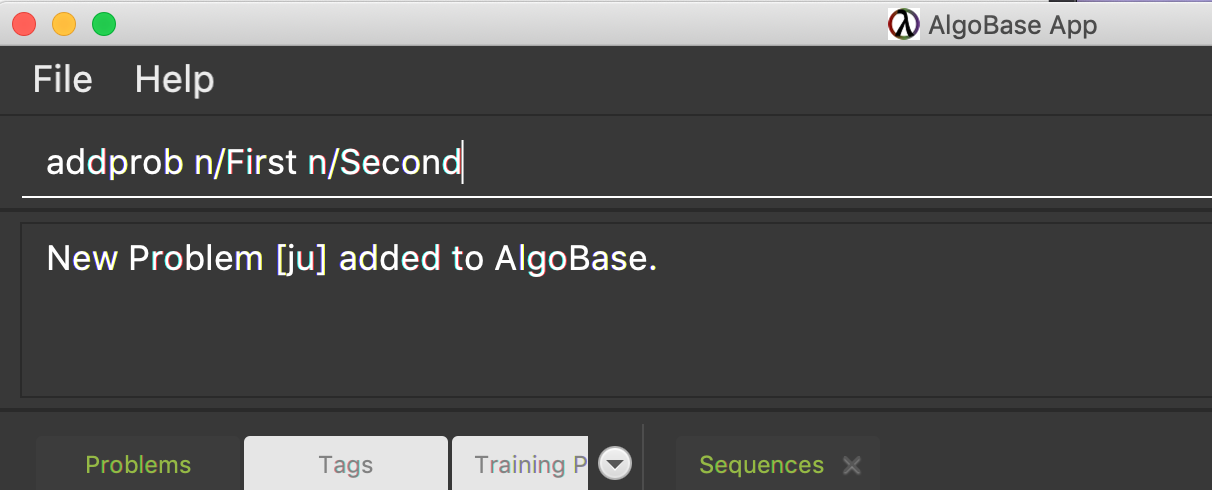 AlgoBase App
File Help
addprob n/First n/Second
New Problem [ju] added to AlgoBase.
Problems Tags Training P Sequences